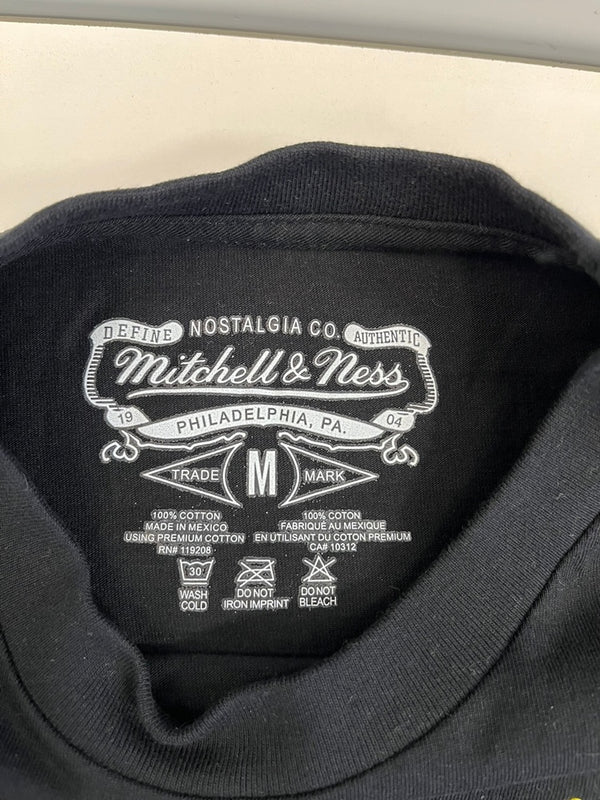 DEFINE NOSTALGIA CO. AUTHENTIC
Mitchell & Ness
19 PHILADELPHIA, PA. 04
TRADE M MARK
100% COTTON
MADE IN MEXICO
USING PREMIUM COTTON
RN# 119208
100% COTON
FABRIQUÉ AU MEXIQUE
EN UTILISANT DU COTON PREMIUM
CA# 10312
30
WASH
COLD
DO NOT
IRON IMPRINT
DO NOT
BLEACH